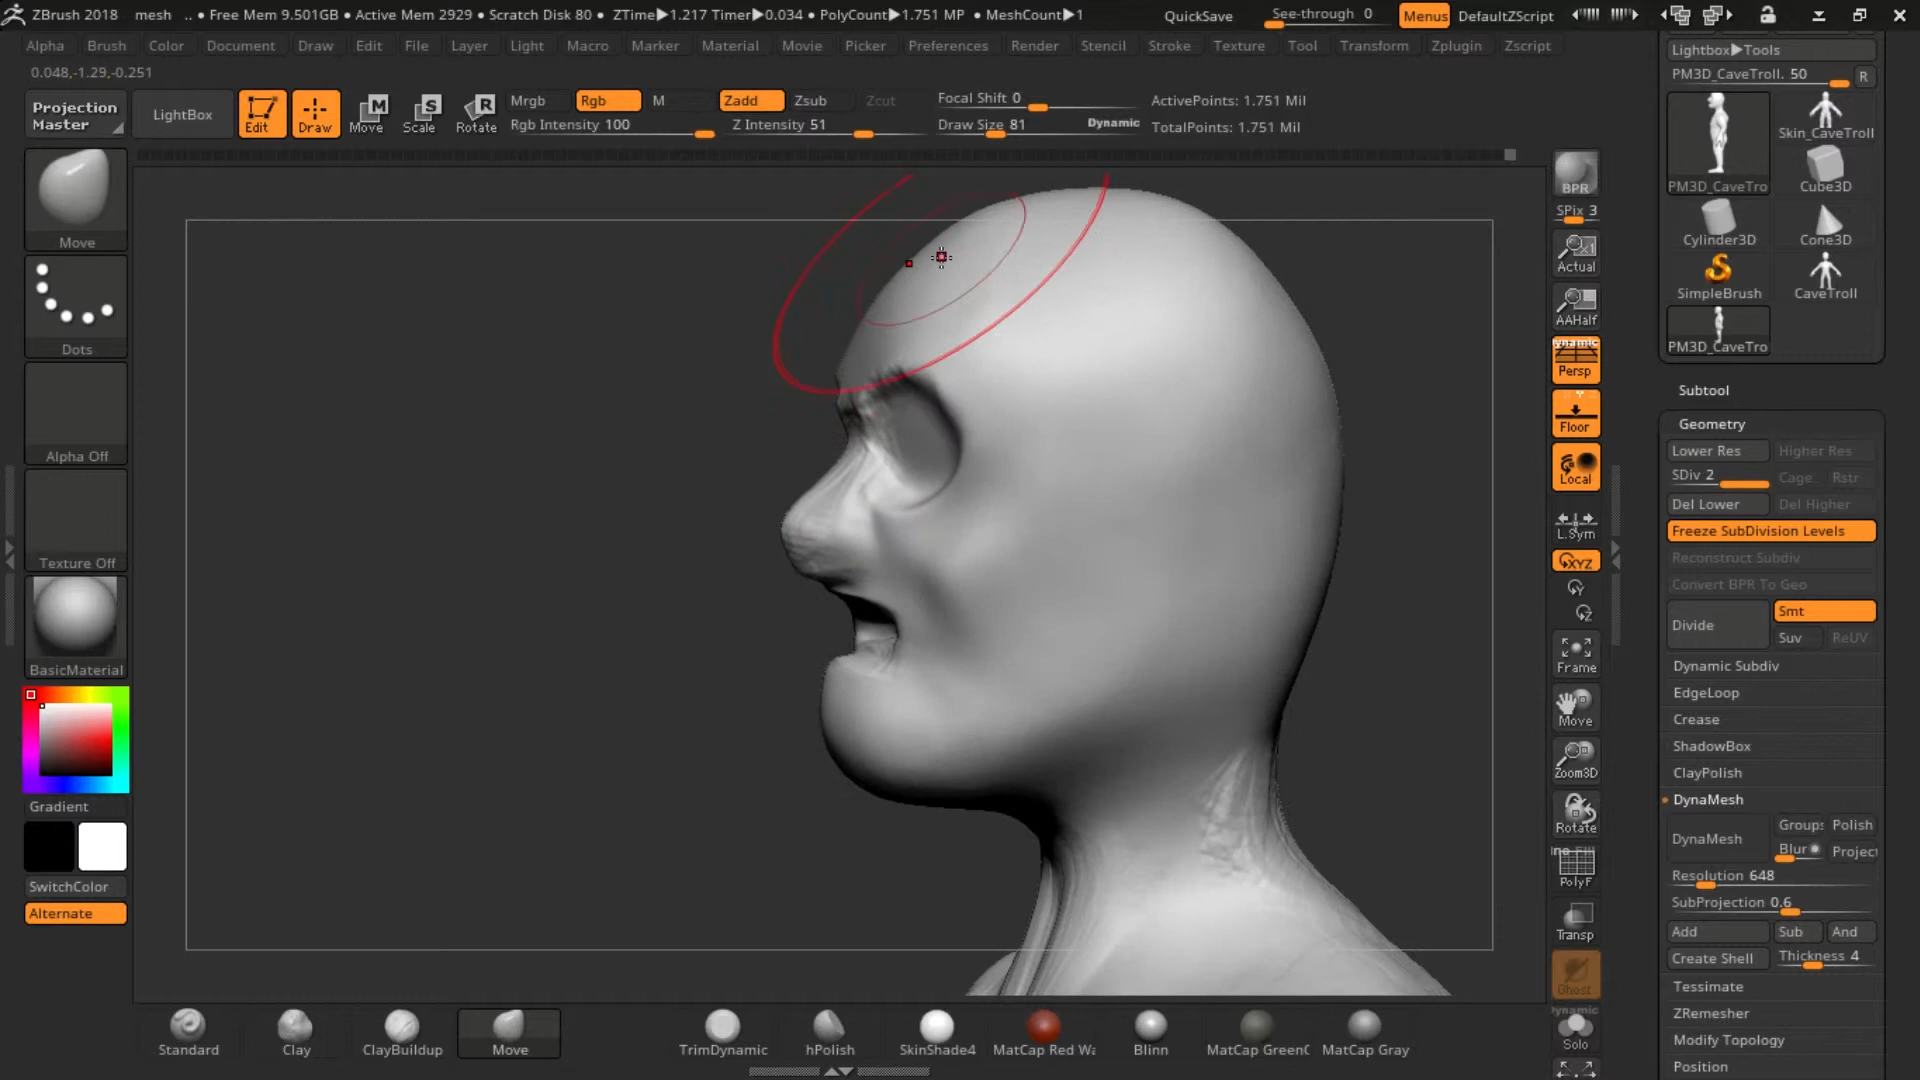 ZBrush 2018 mesh .. • Free Mem 9.501GB • Active Mem 2929 • Scratch Disk 80 • ZTime▶1.217 Timer▶0.034 • PolyCount▶1.751 MP • MeshCount▶1 QuickSave See-through 0 Menus DefaultZScript
Alpha Brush Color Document Draw Edit File Layer Light Macro Marker Material Movie Picker Preferences Render Stencil Stroke Texture Tool Transform Zplugin Zscript
0.048,-1.29,-0.251
Projection Master
LightBox
Edit
Draw
Move
Scale
Rotate
Mrgb Rgb M Zadd Zsub Zcut
Rgb Intensity 100 Z Intensity 51
Focal Shift 0
Draw Size 81 Dynamic
ActivePoints: 1.751 Mil
TotalPoints: 1.751 Mil
Move
Dots
Alpha Off
Texture Off
BasicMaterial
Gradient
SwitchColor
Alternate
BPR
SPix 3
Actual
AAHalf
Persp
Floor
Local
L.Sym
XYZ
Y
Z
Frame
Move
Zoom3D
Rotate
PolyF
Transp
Ghost
Dynamic
Solo
Lightbox▶Tools
PM3D_CaveTroll. 50 R
PM3D_CaveTro Skin_CaveTroll
Cube3D
Cylinder3D Cone3D
SimpleBrush CaveTroll
PM3D_CaveTro
Subtool
Geometry
Lower Res Higher Res
SDiv 2 Cage Rstr
Del Lower Del Higher
Freeze SubDivision Levels
Reconstruct Subdiv
Convert BPR To Geo
Divide Smt
Suv ReUV
Dynamic Subdiv
EdgeLoop
Crease
ShadowBox
ClayPolish
DynaMesh
DynaMesh Groups Polish
Blur Project
Resolution 648
SubProjection 0.6
Add Sub And
Create Shell Thickness 4
Tessimate
ZRemesher
Modify Topology
Position
Standard Clay ClayBuildup Move TrimDynamic hPolish SkinShade4 MatCap Red Wa Blinn MatCap GreenC MatCap Gray